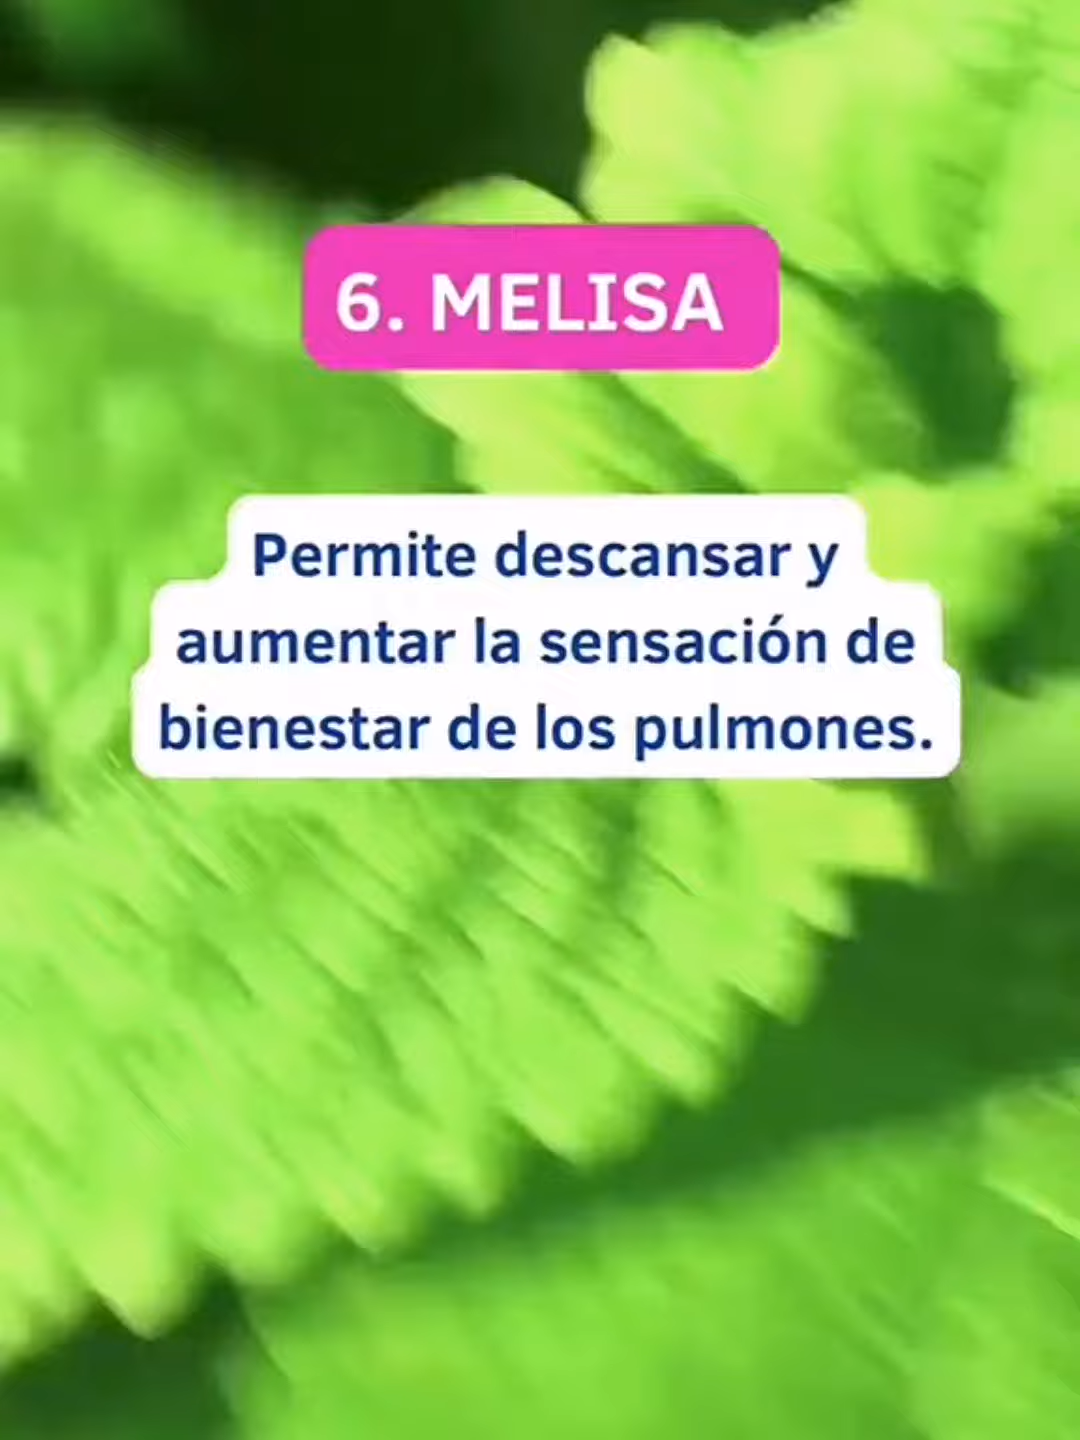 6. MELISA
Permite descansar y
aumentar la sensación de
bienestar de los pulmones.